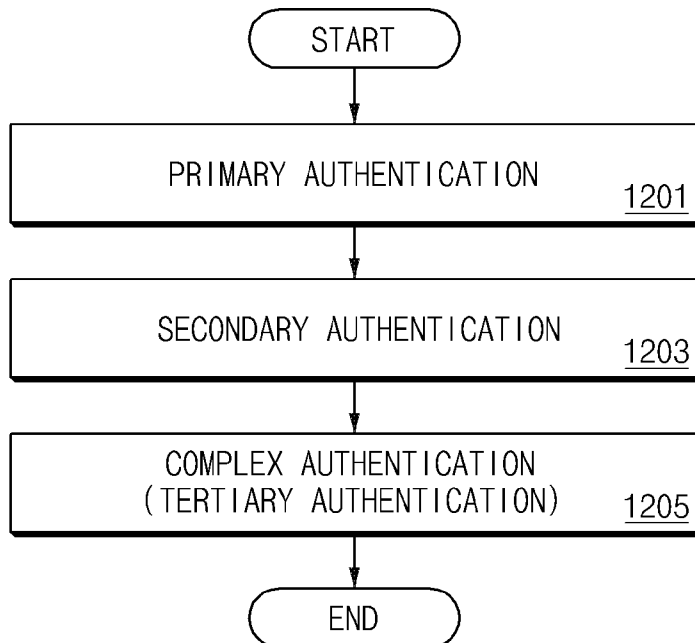 START
PRIMARY AUTHENTICATION
1201
SECONDARY AUTHENTICATION
1203
COMPLEX AUTHENTICATION
(TERTIARY AUTHENTICATION)
1205
END